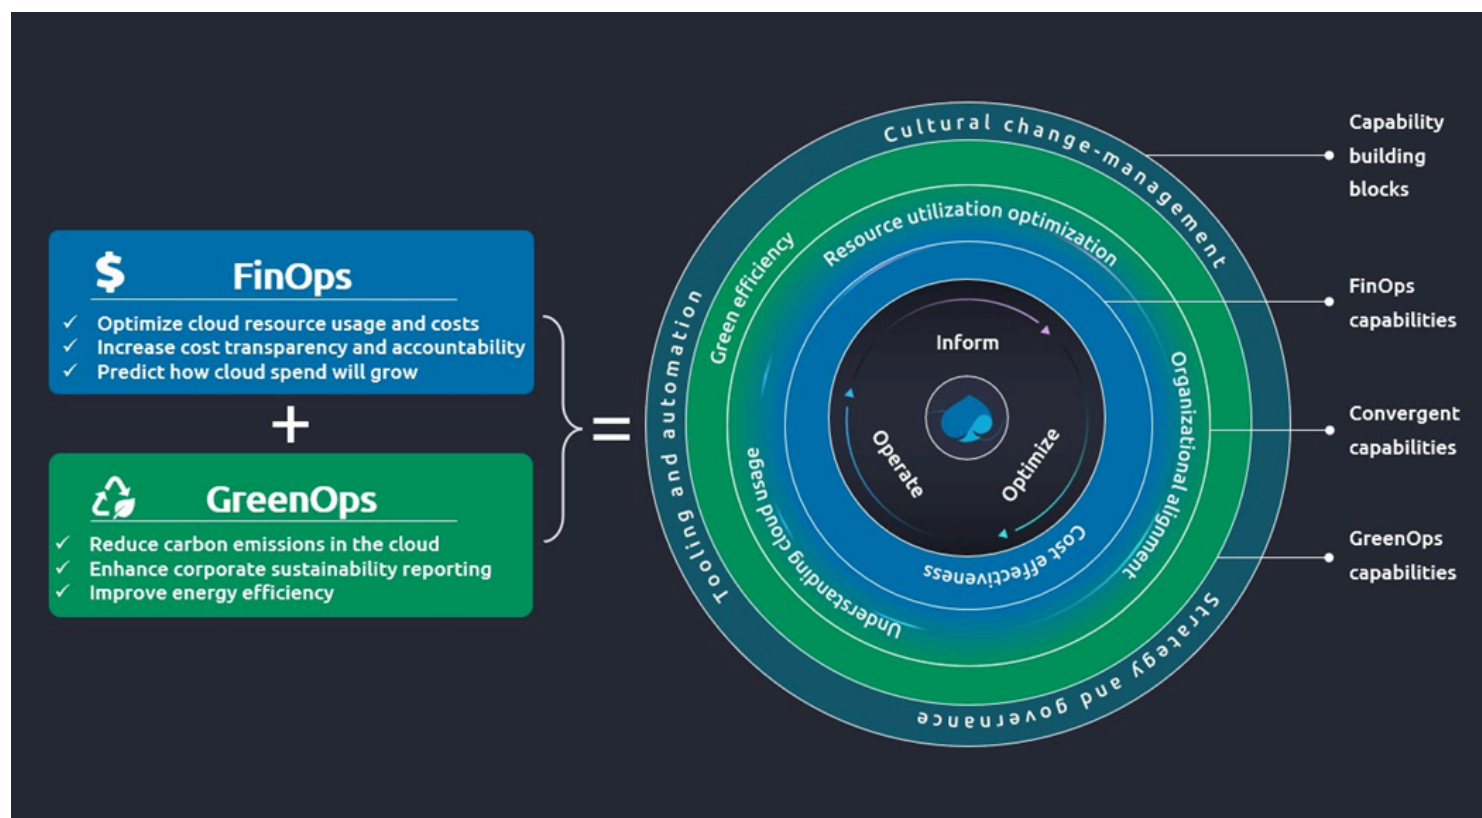 FinOps
Optimize cloud resource usage and costs
Increase cost transparency and accountability
Predict how cloud spend will grow
+
GreenOps
Reduce carbon emissions in the cloud
Enhance corporate sustainability reporting
Improve energy efficiency
=
Cultural change-management
Strategy and governance
Tooling and automation
Green efficiency
Resource utilization optimization
Organizational alignment
Understanding cloud usage
Cost effectiveness
Inform
Optimize
Operate
Capability
building
blocks
FinOps
capabilities
Convergent
capabilities
GreenOps
capabilities